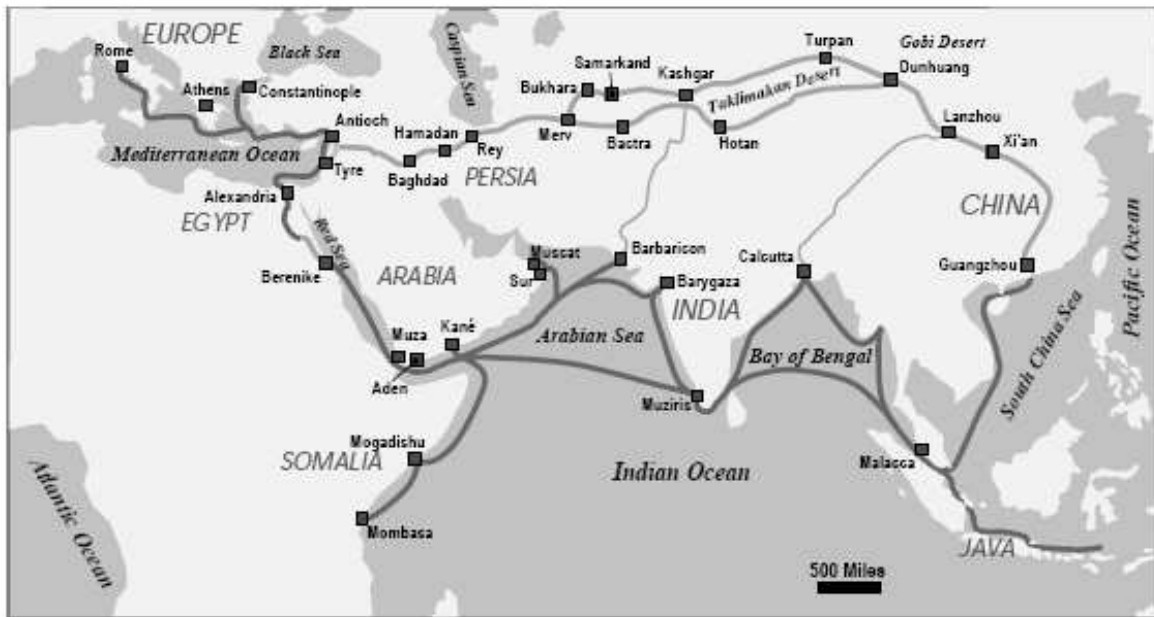 EUROPE
Rome
Black Sea
Caspian Sea
Turpan
Gobi Desert
Samarkand
Kashgar
Dunhuang
Athens
Constantinople
Bukhara
Taklimakan Desert
Antioch
Hamadan
Merv
Bactra
Hotan
Lanzhou
Xi'an
Mediterranean Ocean
Rey
Tyre
Baghdad
PERSIA
Alexandria
EGYPT
CHINA
Pacific Ocean
Red Sea
Muscat
Barbaricon
Calcutta
Guangzhou
Berenike
ARABIA
Sur
Barygaza
INDIA
Muza
Kané
Arabian Sea
Bay of Bengal
South China Sea
Aden
Muziris
Mogadishu
SOMALIA
Malacca
Indian Ocean
Atlantic Ocean
Mombasa
JAVA
500 Miles